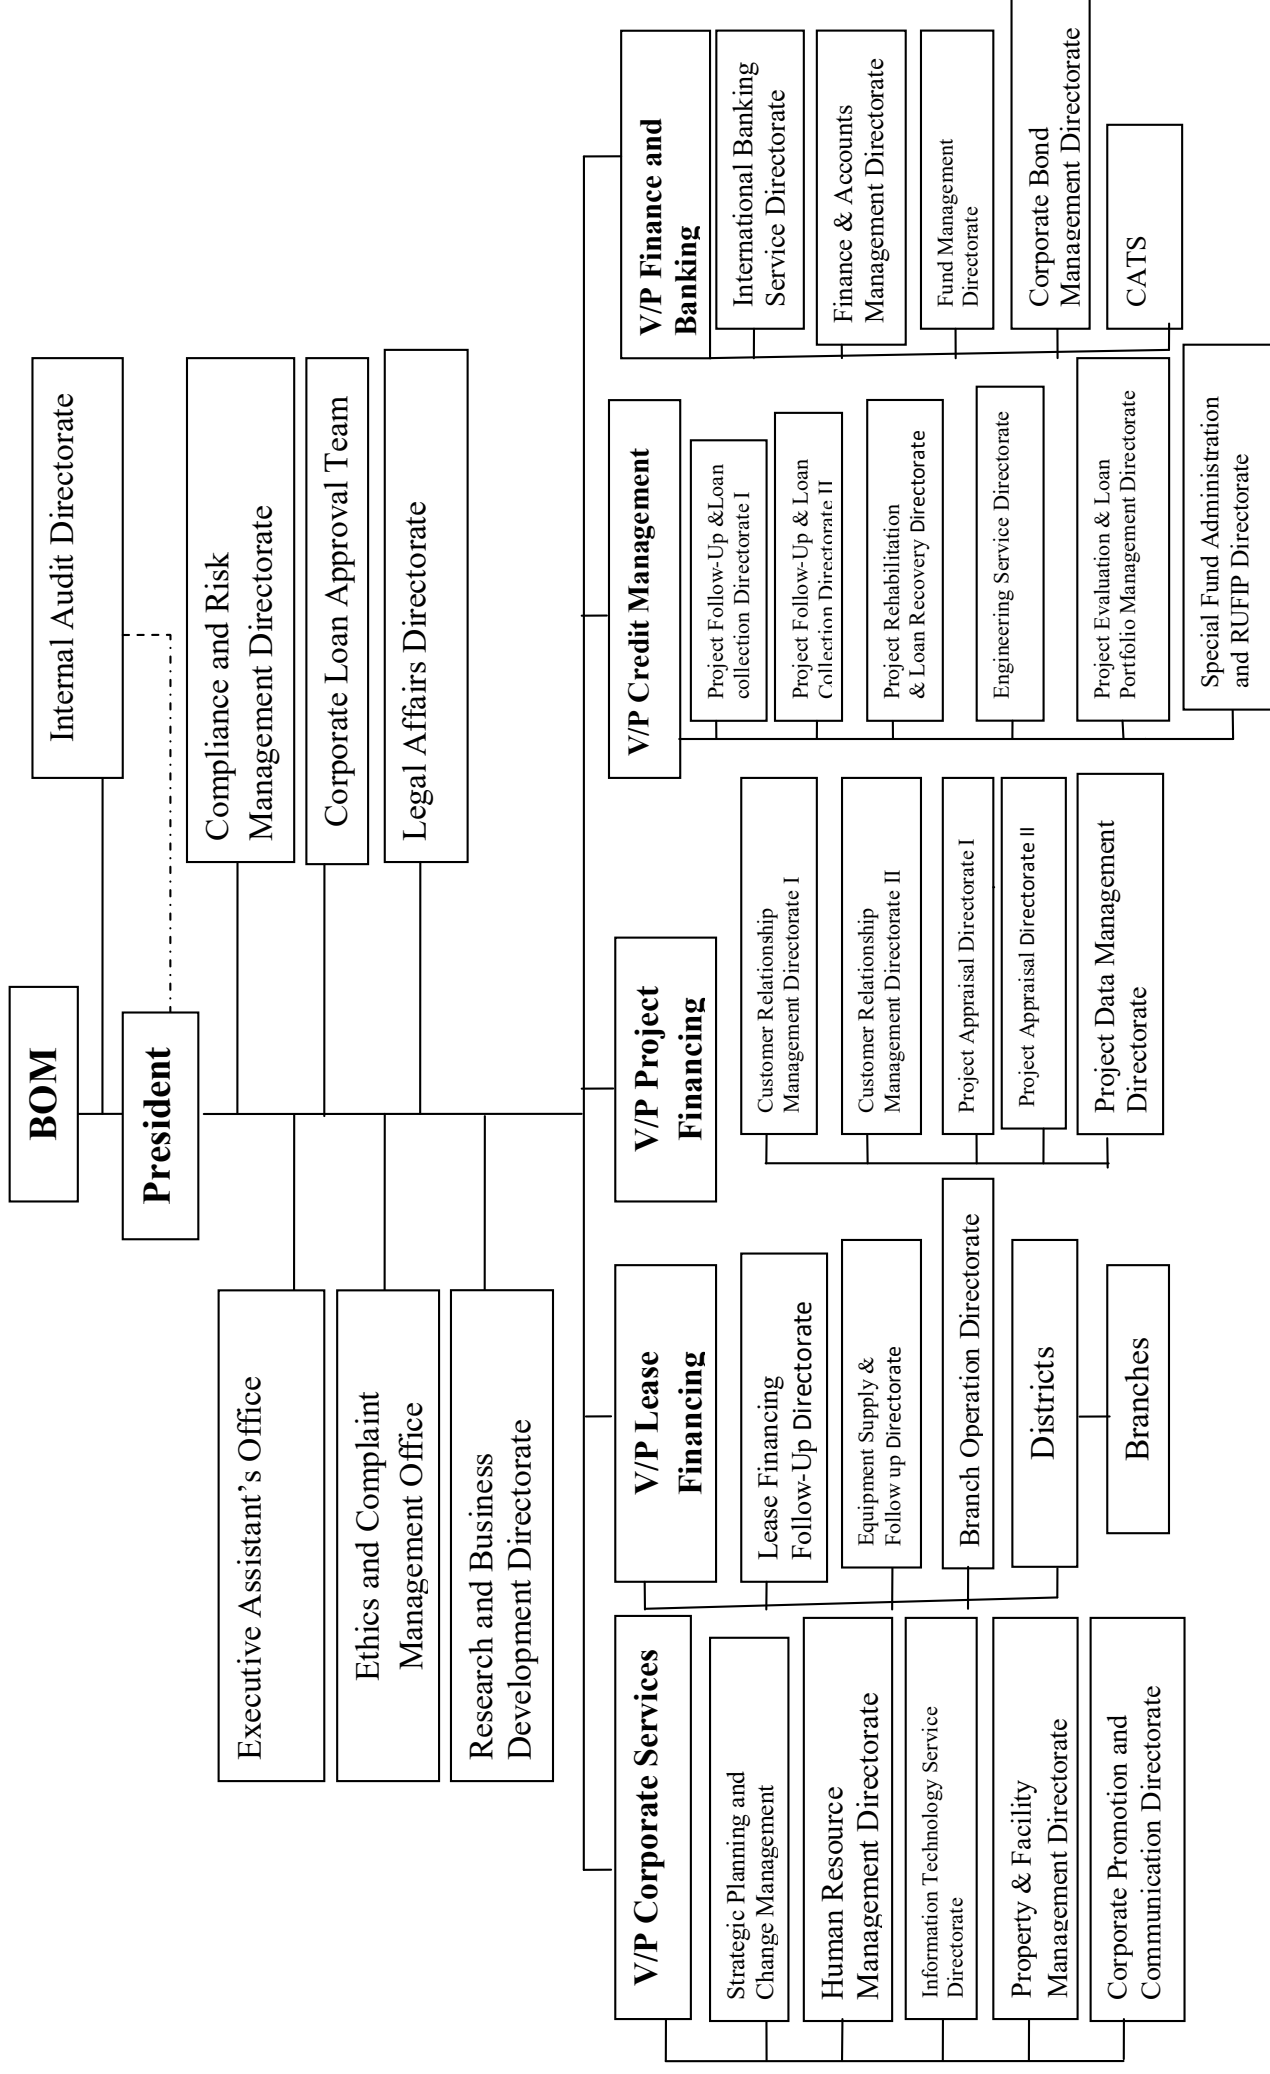 BOM
President
Internal Audit Directorate
Executive Assistant’s Office
Ethics and Complaint
Management Office
Research and Business
Development Directorate
Compliance and Risk
Management Directorate
Corporate Loan Approval Team
Legal Affairs Directorate
V/P Corporate Services
Strategic Planning and
Change Management
Human Resource
Management Directorate
Information Technology Service
Directorate
Property & Facility
Management Directorate
Corporate Promotion and
Communication Directorate
V/P Lease
Financing
Lease Financing
Follow-Up Directorate
Equipment Supply &
Follow up Directorate
Branch Operation Directorate
Districts
Branches
V/P Project
Financing
Customer Relationship
Management Directorate I
Customer Relationship
Management Directorate II
Project Appraisal Directorate I
Project Appraisal Directorate II
Project Data Management
Directorate
V/P Credit Management
Project Follow-Up &Loan
collection Directorate I
Project Follow-Up & Loan
Collection Directorate II
Project Rehabilitation
& Loan Recovery Directorate
Engineering Service Directorate
Project Evaluation & Loan
Portfolio Management Directorate
Special Fund Administration
and RUFIP Directorate
V/P Finance and
Banking
International Banking
Service Directorate
Finance & Accounts
Management Directorate
Fund Management
Directorate
Corporate Bond
Management Directorate
CATS